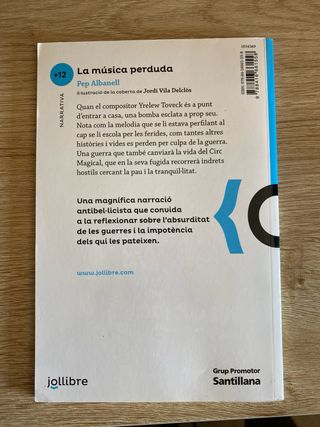 +12
La música perduda
Pep Albanell
Il·lustració de la coberta de Jordi Vila Delclòs
NARRATIVA
Quan el compositor Yrelew Toveck és a punt
d'entrar a casa, una bomba esclata a prop seu.
Nota com la melodia que se li estava perfilant al
cap se li escola per les ferides, com tantes altres
històries i vides es perden per culpa de la guerra.
Una guerra que també canviarà la vida del Circ
Magical, que en la seva fugida recorrerà indrets
hostils cercant la pau i la tranquil·litat.
Una magnífica narració
antibel·licista que convida
a la reflexionar sobre l'absurditat
de les guerres i la impotència
dels qui les pateixen.
www.jollibre.com
jollibre
Grup Promotor
Santillana